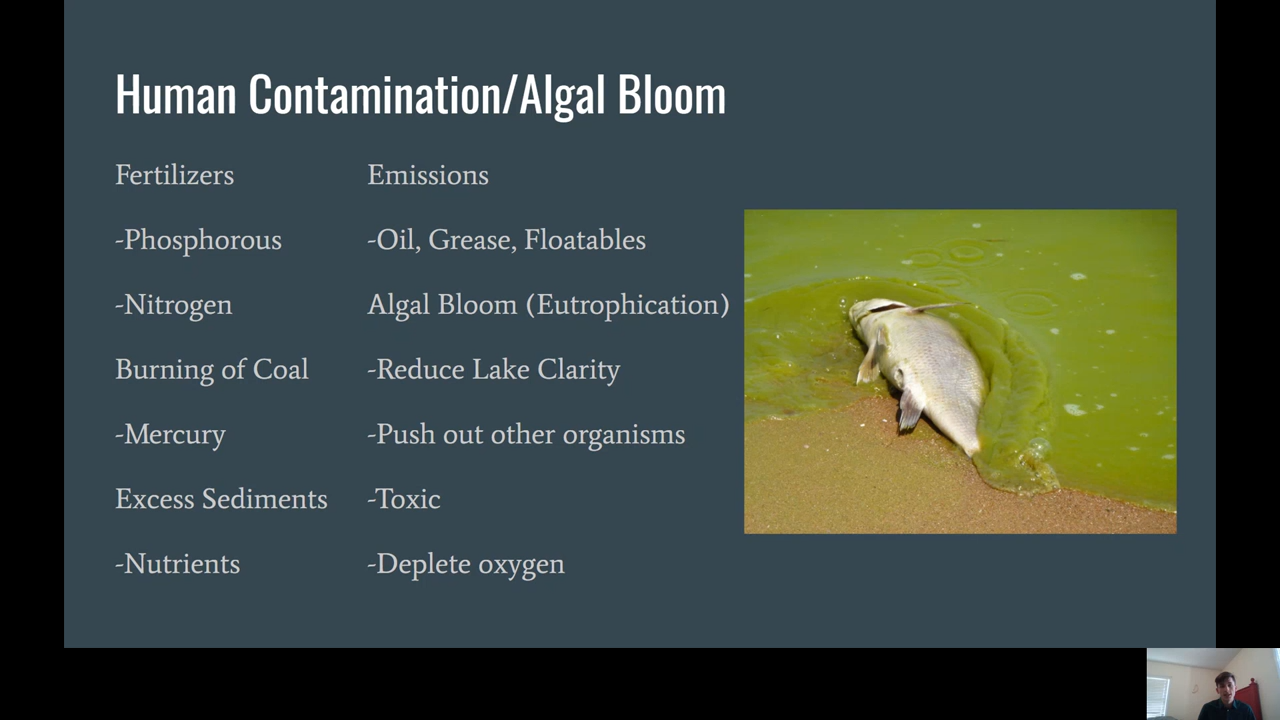 Human Contamination/Algal Bloom
Fertilizers
-Phosphorous
-Nitrogen
Burning of Coal
-Mercury
Excess Sediments
-Nutrients
Emissions
-Oil, Grease, Floatables
Algal Bloom (Eutrophication)
-Reduce Lake Clarity
-Push out other organisms
-Toxic
-Deplete oxygen